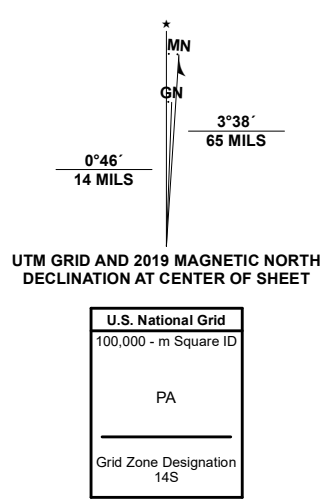 ★
MN
GN
3°38´
65 MILS
0°46´
14 MILS
UTM GRID AND 2019 MAGNETIC NORTH
DECLINATION AT CENTER OF SHEET
U.S. National Grid
100,000 - m Square ID
PA
Grid Zone Designation
14S